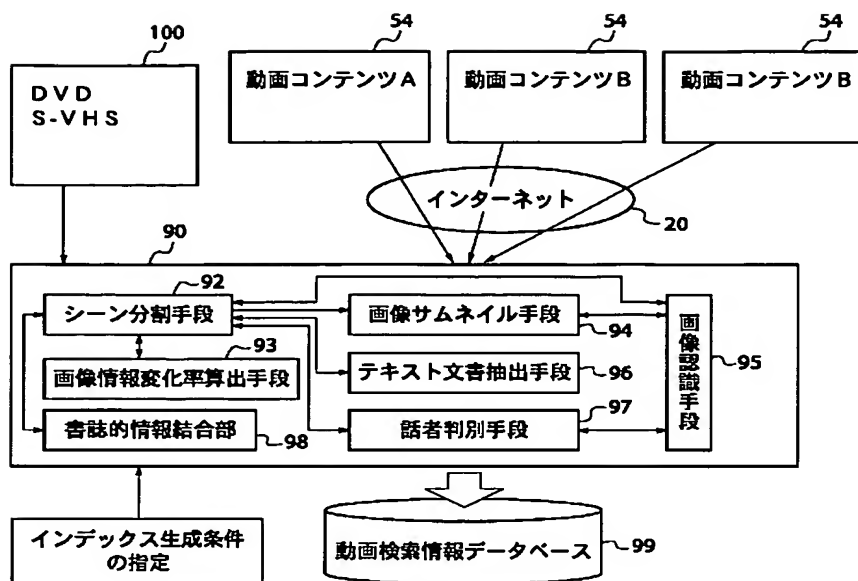 100
DVD
S-VHS
54
動画コンテンツA
54
動画コンテンツB
54
動画コンテンツB
インターネット
20
90
92
シーン分割手段
93
画像情報変化率算出手段
書誌的情報結合部
98
画像サムネイル手段
94
テキスト文書抽出手段
96
97
話者判別手段
画像認識手段
95
インデックス生成条件
の指定
動画検索情報データベース
99